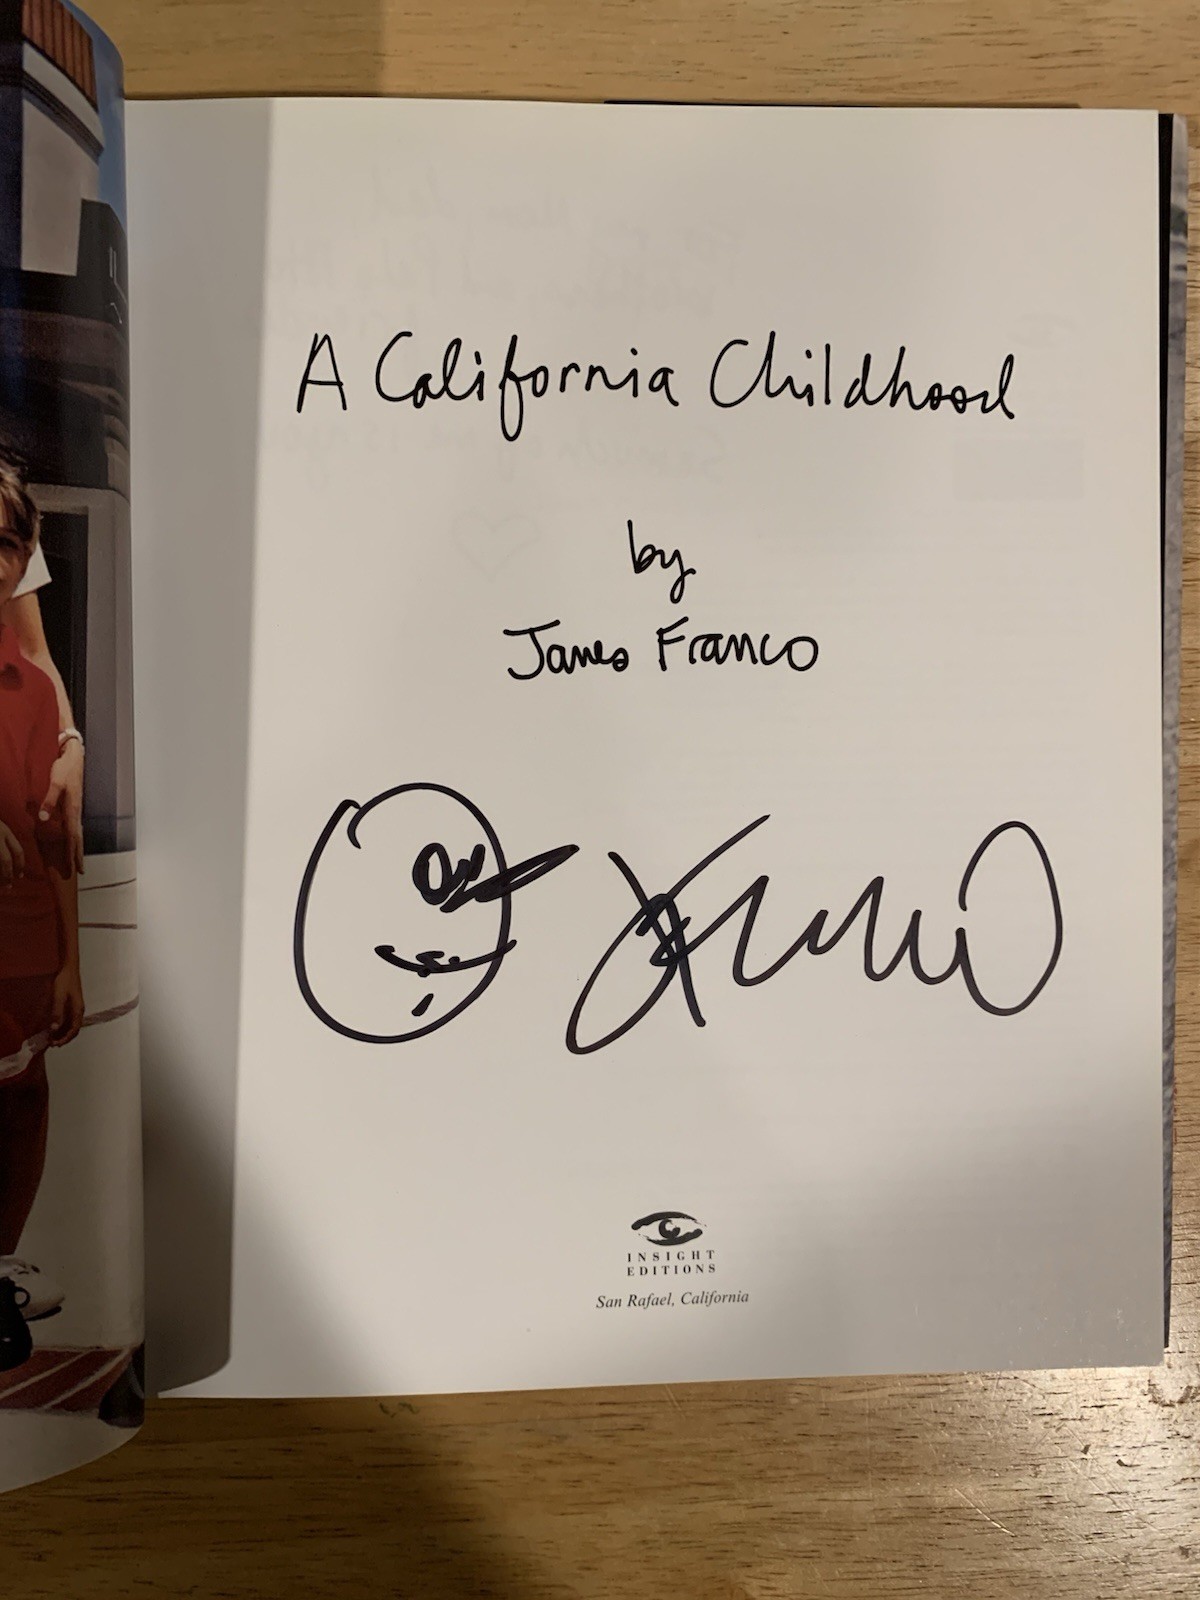 A California Childhood
by
James Franco
INSIGHT
EDITIONS
San Rafael, California